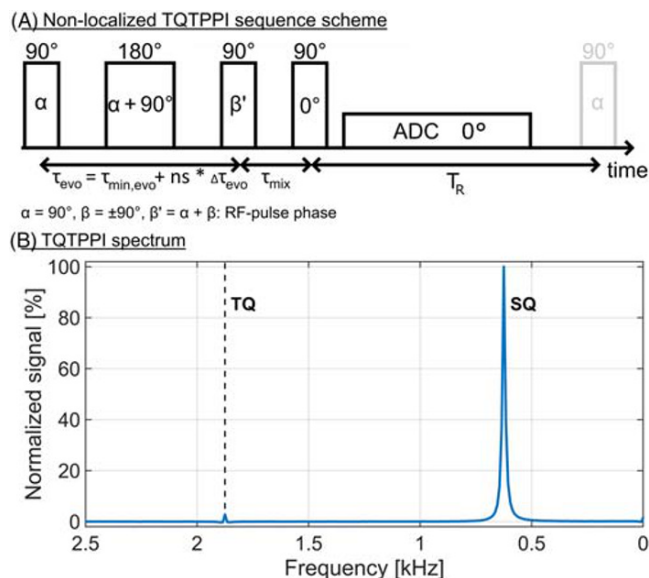 (A) Non-localized TQTPPI sequence scheme
90° 180° 90° 90° 90°
α α + 90° β' 0° ADC 0° α
τevo = τmin,evo + ns * Δτevo τmix TR time
α = 90°, β = ±90°, β' = α + β: RF-pulse phase
(B) TQTPPI spectrum
Normalized signal [%]
100
80
60
40
20
0
TQ SQ
2.5 2 1.5 1 0.5 0
Frequency [kHz]